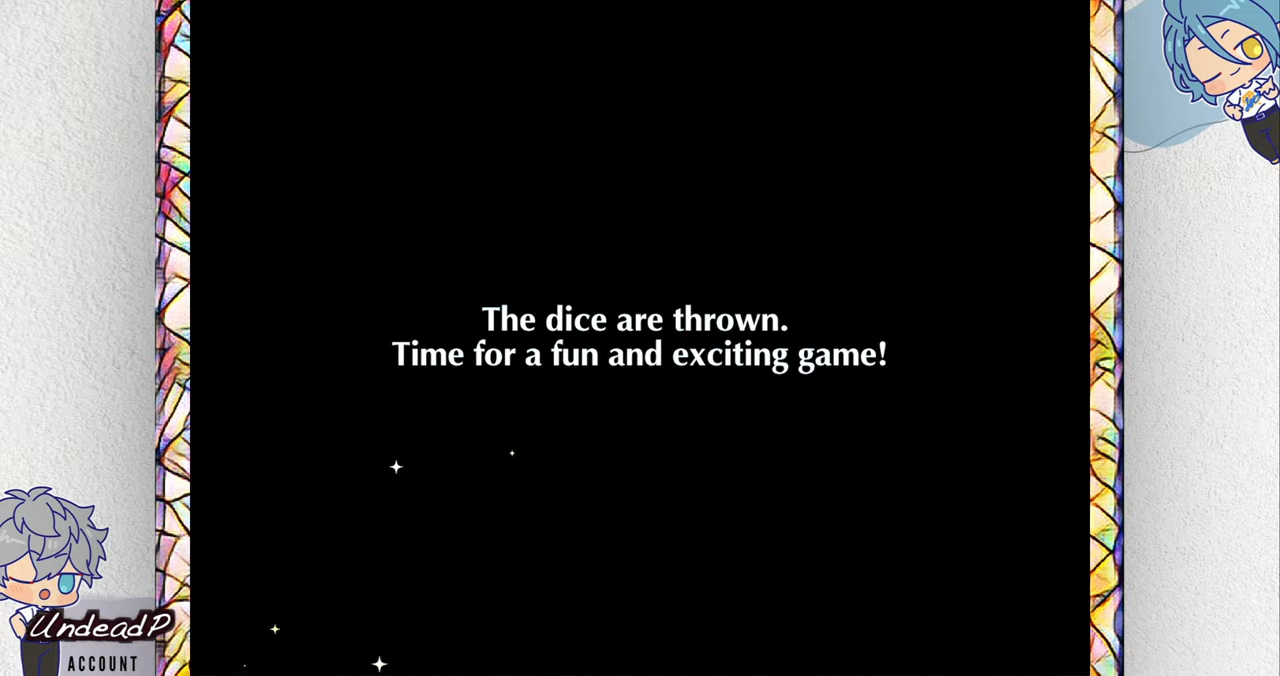 The dice are thrown.
Time for a fun and exciting game!
UndeadP
ACCOUNT